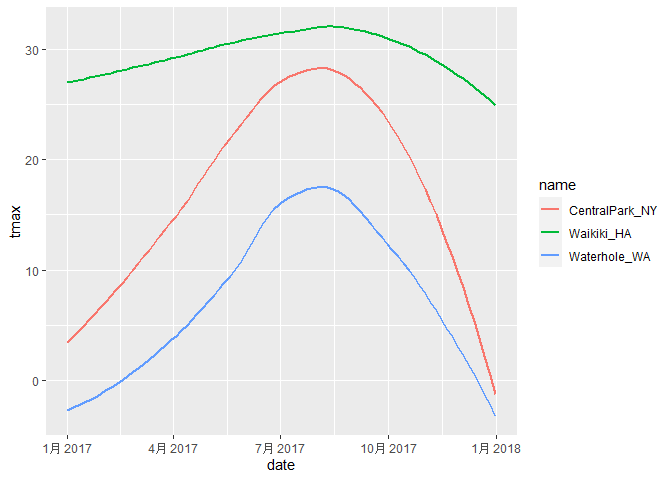 30
20
10
0
tmax
1月 2017
4月 2017
7月 2017
10月 2017
1月 2018
date
name
CentralPark_NY
Waikiki_HA
Waterhole_WA